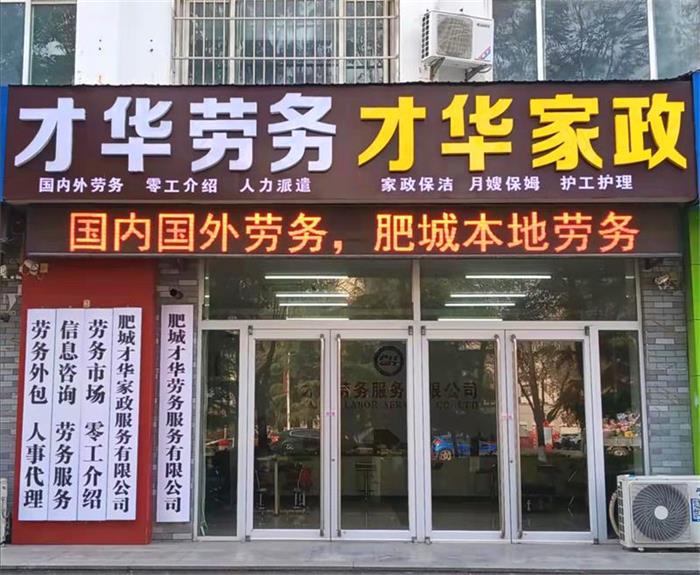 才华劳务 才华家政
国内外劳务 零工介绍 人力派遣
家政保洁 月嫂保姆 护工护理
国内国外劳务，肥城本地劳务
劳务外包 人事代理
信息咨询 劳务服务
劳务市场 零工介绍
肥城才华家政服务有限公司
肥城才华劳务服务有限公司
劳务服务 限公司
LABOR